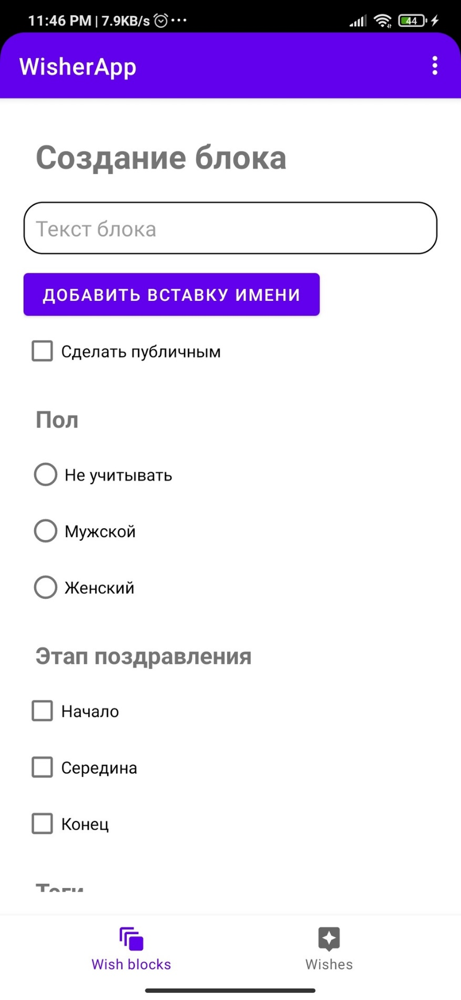 11:46 PM | 7.9KB/s ...
44
WisherApp
Создание блока
Текст блока
ДОБАВИТЬ ВСТАВКУ ИМЕНИ
Сделать публичным
Пол
Не учитывать
Мужской
Женский
Этап поздравления
Начало
Середина
Конец
Теги
Wish blocks
Wishes